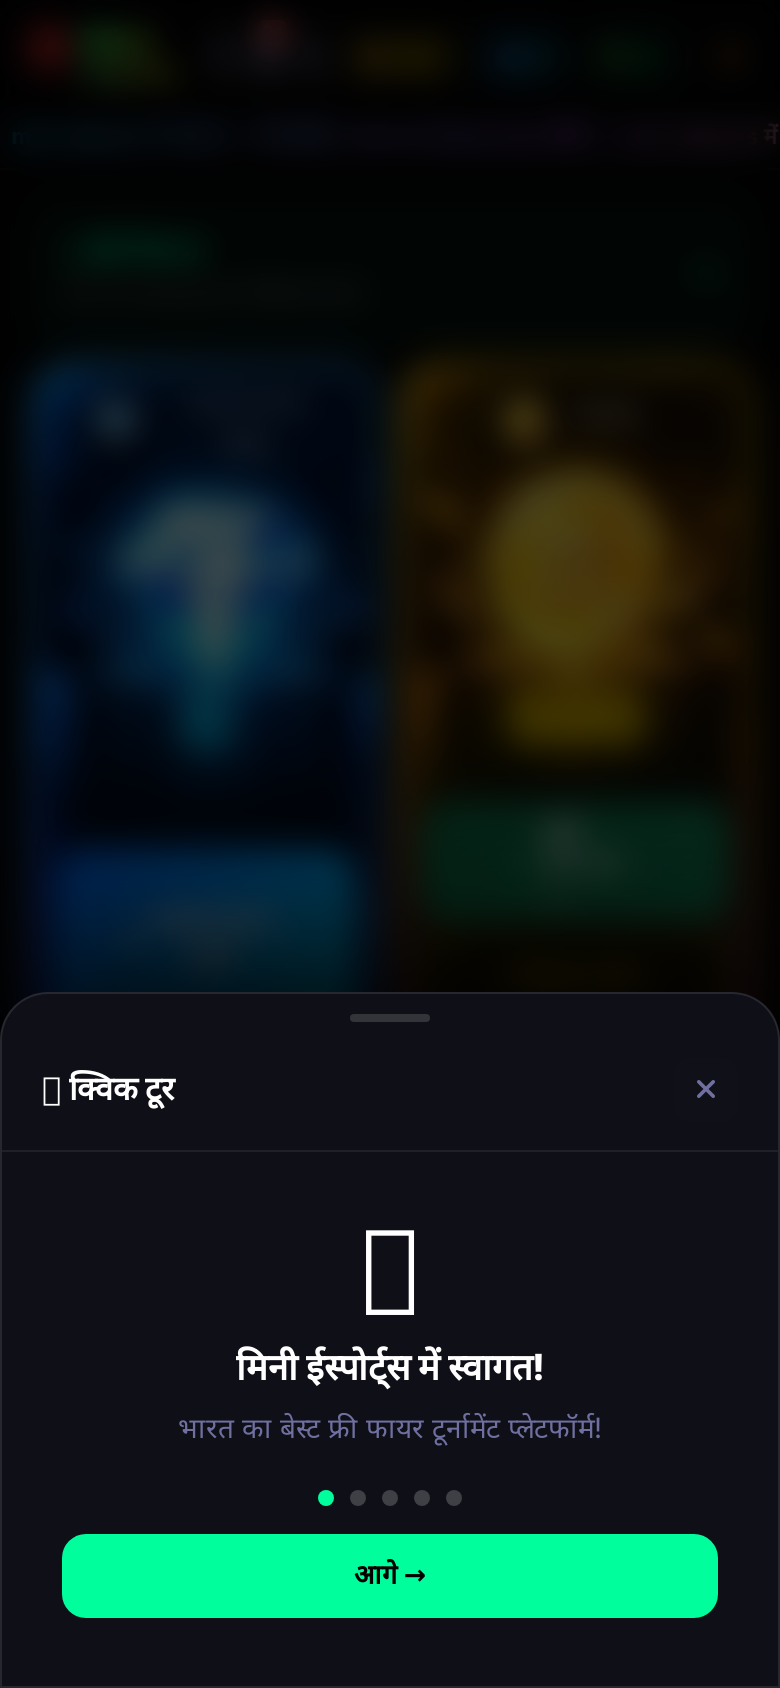 क्विक टूर
मिनी ईस्पोर्ट्स में स्वागत!
भारत का बेस्ट फ्री फायर टूर्नामेंट प्लेटफॉर्म!
आगे →